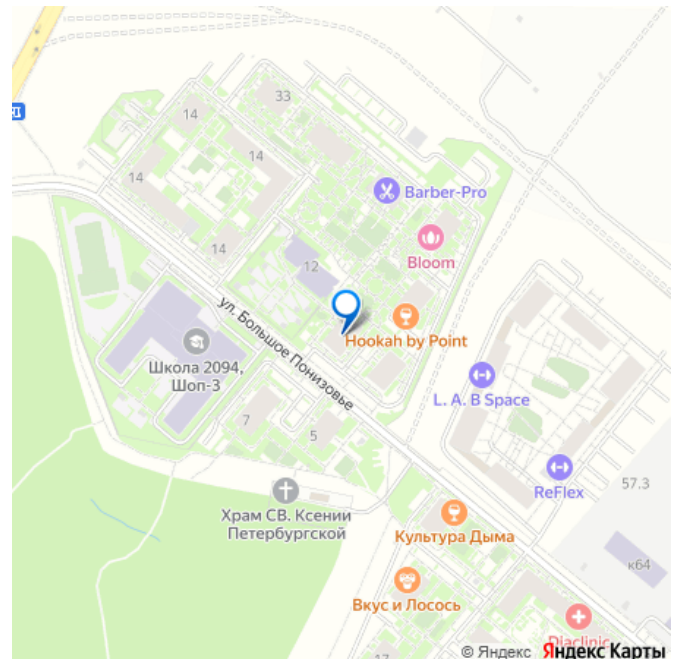 33
14
14
14
14
Barber-Pro
Bloom
12
ул. Большое Понизовье
Hookah by Point
Школа 2094,
Шоп-3
L. A. B Space
7
5
ReFlex
57.3
Храм СВ. Ксении
Петербургской
Культура Дыма
к64
Вкус и Лосось
Diaclinic
17
© Яндекс Яндекс Карты